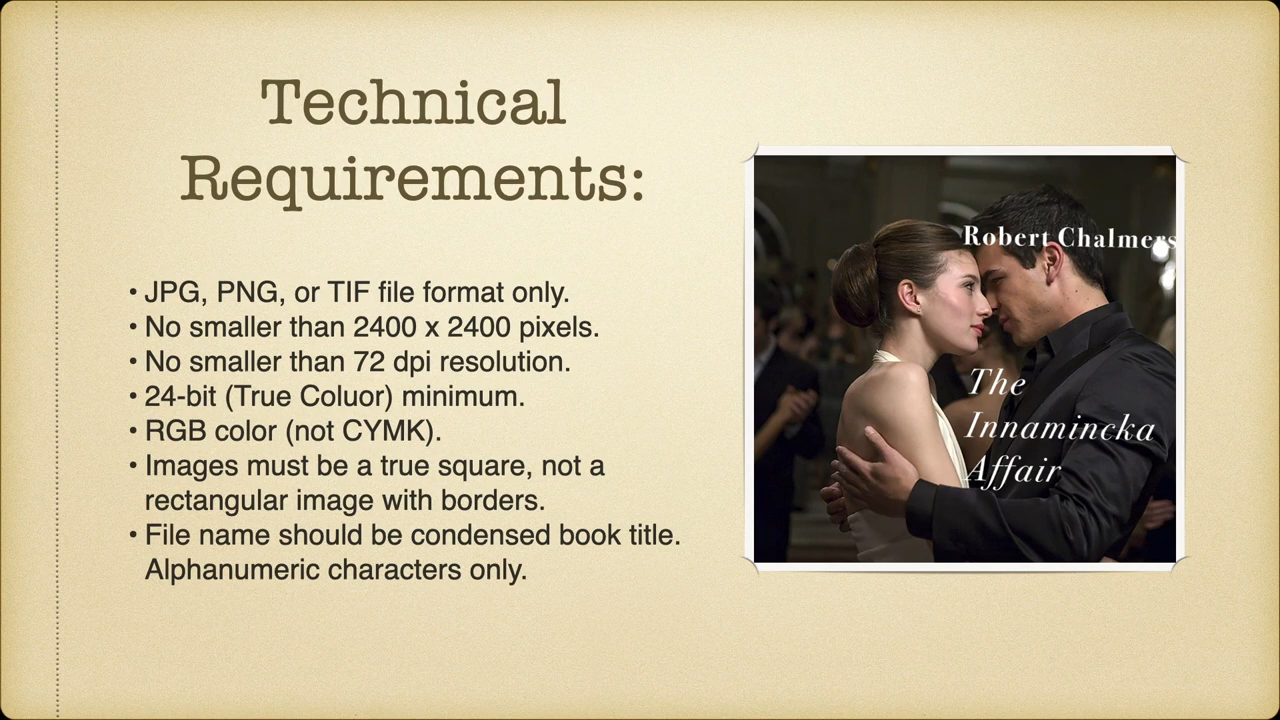 Technical
Requirements:
• JPG, PNG, or TIF file format only.
• No smaller than 2400 x 2400 pixels.
• No smaller than 72 dpi resolution.
• 24-bit (True Coluor) minimum.
• RGB color (not CYMK).
• Images must be a true square, not a
rectangular image with borders.
• File name should be condensed book title.
Alphanumeric characters only.
Robert Chalmers
The
Innamincka
Affair